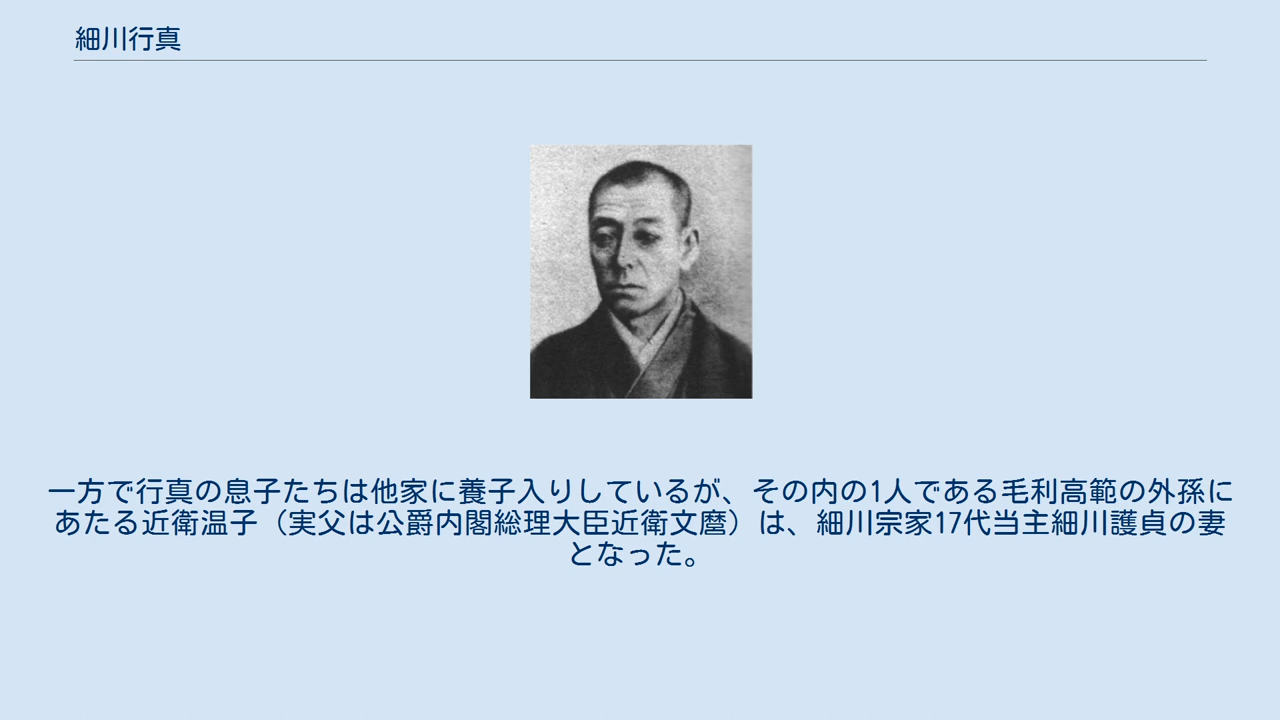 細川行真
一方で行真の息子たちは他家に養子入りしているが、その内の1人である毛利高範の外孫に
あたる近衛温子（実父は公爵内閣総理大臣近衛文麿）は、細川宗家17代当主細川護貞の妻
となった。